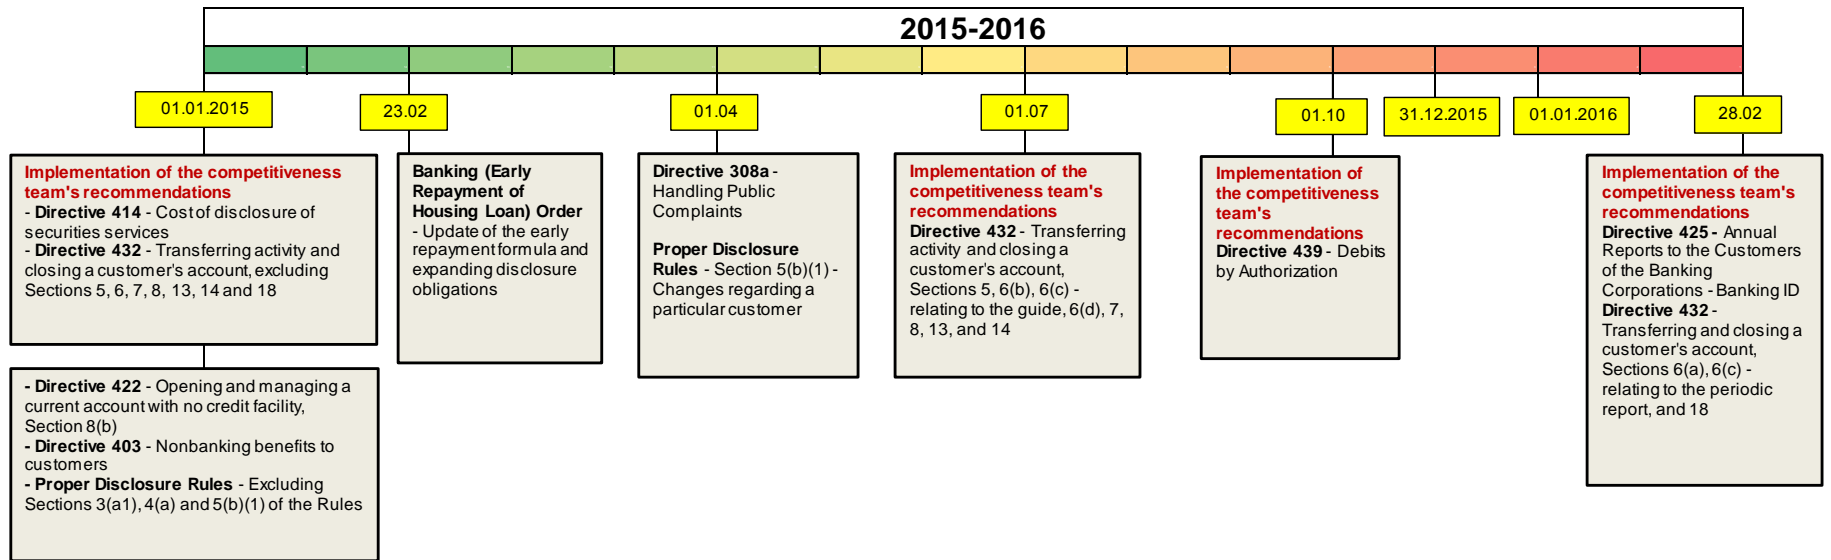 2015-2016
01.01.2015
23.02
01.04
01.07
01.10
31.12.2015
01.01.2016
28.02
Implementation of the competitiveness
team's recommendations
- Directive 414 - Cost of disclosure of
securities services
- Directive 432 - Transferring activity and
closing a customer's account, excluding
Sections 5, 6, 7, 8, 13, 14 and 18
- Directive 422 - Opening and managing a
current account with no credit facility,
Section 8(b)
- Directive 403 - Nonbanking benefits to
customers
- Proper Disclosure Rules - Excluding
Sections 3(a1), 4(a) and 5(b)(1) of the Rules
Banking (Early
Repayment of
Housing Loan) Order
- Update of the early
repayment formula and
expanding disclosure
obligations
Directive 308a -
Handling Public
Complaints
Proper Disclosure
Rules - Section 5(b)(1) -
Changes regarding a
particular customer
Implementation of the
competitiveness team's
recommendations
Directive 432 - Transferring
activity and closing a
customer's account,
Sections 5, 6(b), 6(c) -
relating to the guide, 6(d), 7,
8, 13, and 14
Implementation of
the competitiveness
team's
recommendations
Directive 439 - Debits
by Authorization
Implementation of the
competitiveness team's
recommendations
Directive 425 - Annual
Reports to the Customers
of the Banking
Corporations - Banking ID
Directive 432 -
Transferring and closing a
customer's account,
Sections 6(a), 6(c) -
relating to the periodic
report, and 18